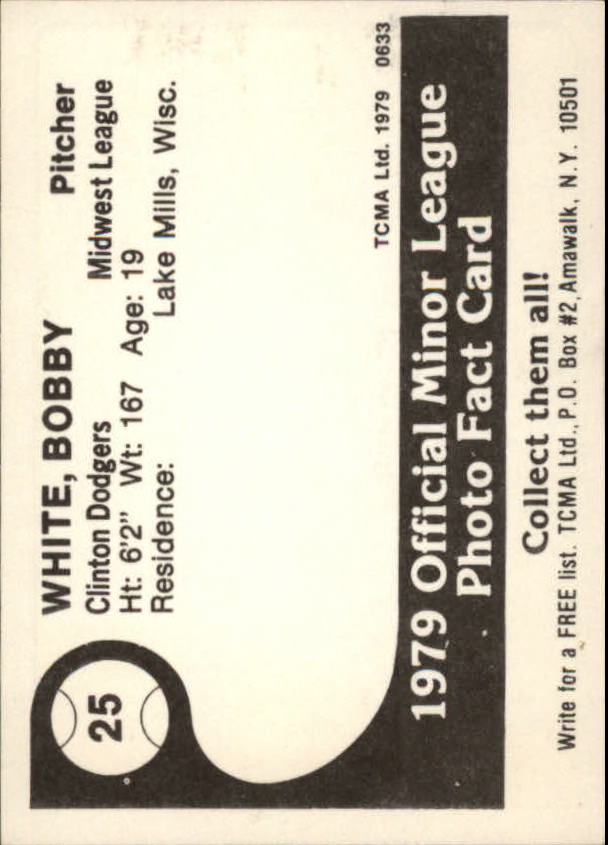 25
WHITE, BOBBY Pitcher
Clinton Dodgers Midwest League
Ht: 6'2" Wt: 167 Age: 19
Residence: Lake Mills, Wisc.
TCMA Ltd. 1979 0633
1979 Official Minor League
Photo Fact Card
Collect them all!
Write for a FREE list. TCMA Ltd., P.O. Box #2, Amawalk, N.Y. 10501